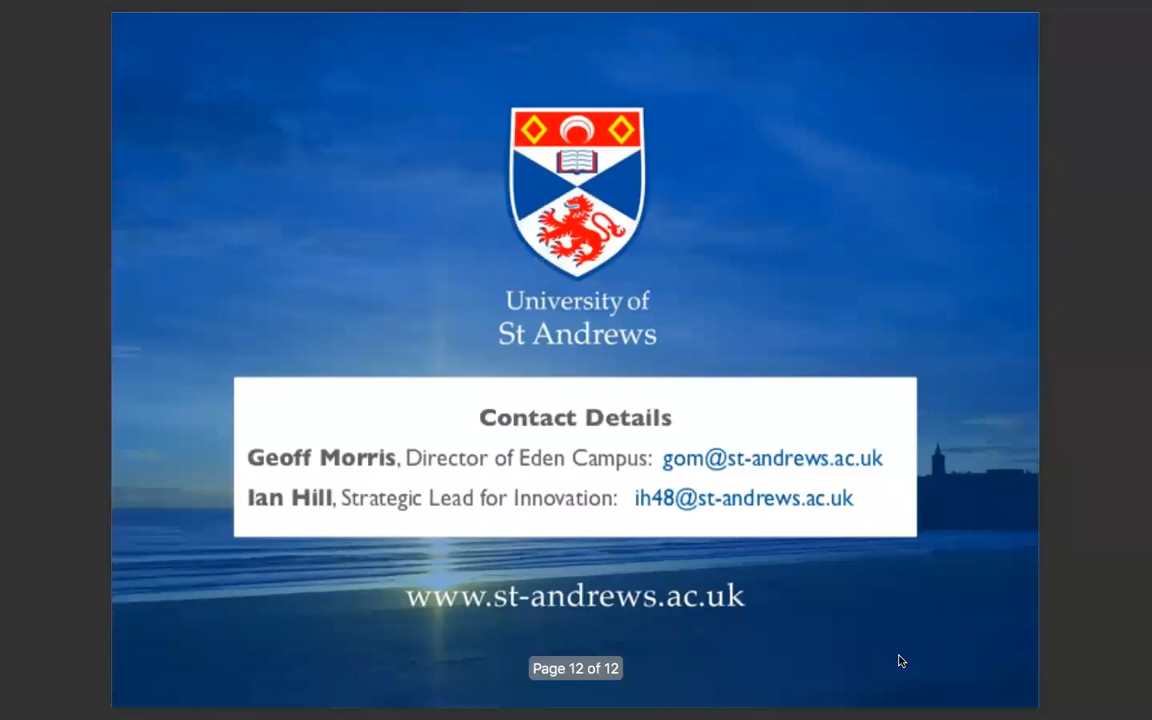 University of
St Andrews
Contact Details
Geoff Morris, Director of Eden Campus: gom@st-andrews.ac.uk
Ian Hill, Strategic Lead for Innovation: ih48@st-andrews.ac.uk
www.st-andrews.ac.uk
Page 12 of 12